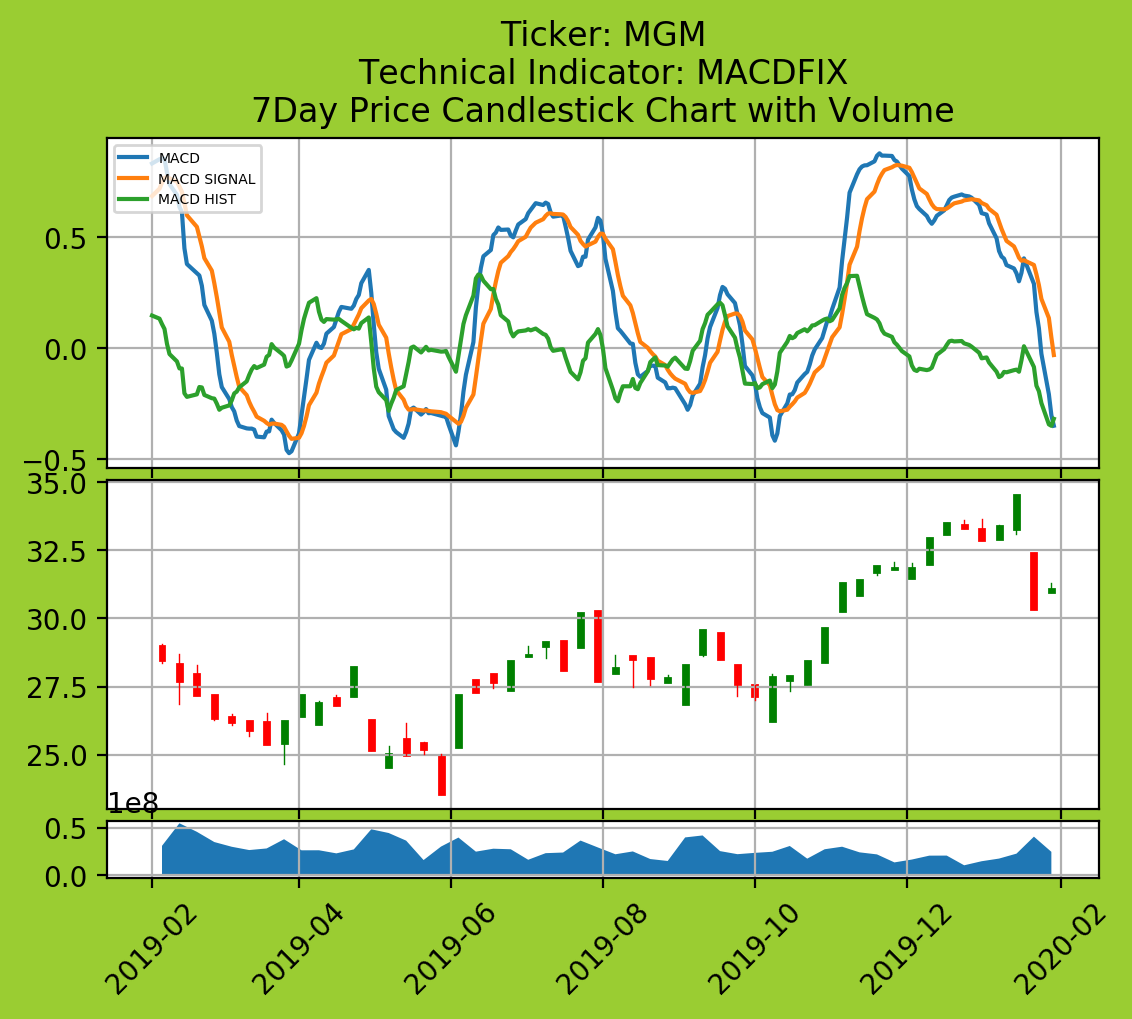 Ticker: MGM
Technical Indicator: MACDFIX
7Day Price Candlestick Chart with Volume
MACD
MACD SIGNAL
MACD HIST
0.5
0.0
−0.5
35.0
32.5
30.0
27.5
25.0
1e8
0.5
0.0
2019-02
2019-04
2019-06
2019-08
2019-10
2019-12
2020-02